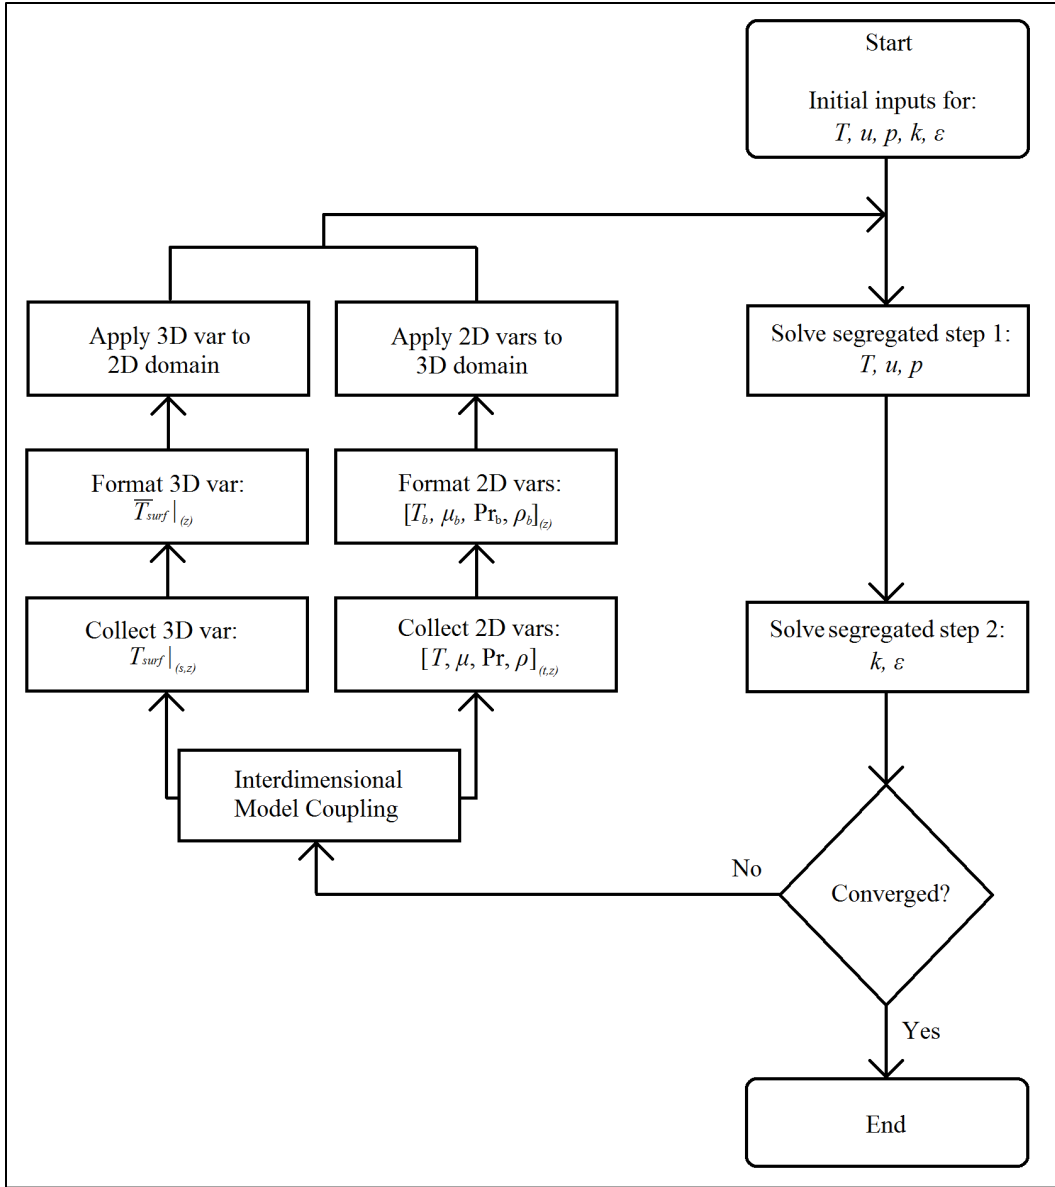 Start
Initial inputs for:
T, u, p, k, ε
Apply 3D var to
2D domain
Apply 2D vars to
3D domain
Solve segregated step 1:
T, u, p
Format 3D var:
T̅surf|(z)
Format 2D vars:
[Tb, μb, Prb, ρb](z)
Collect 3D var:
Tsurf|(s,z)
Collect 2D vars:
[T, μ, Pr, ρ](t,z)
Solve segregated step 2:
k, ε
Interdimensional
Model Coupling
No
Converged?
Yes
End